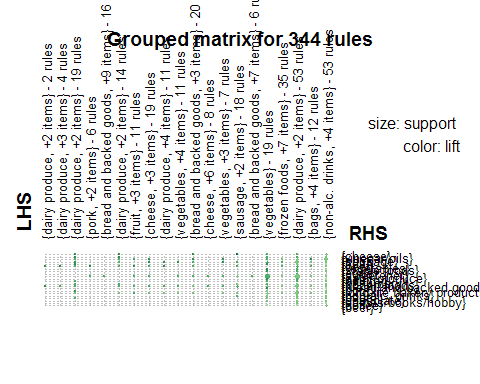 Grouped matrix for 344 rules
size: support
color: lift
LHS
{dairy produce, +2 items} - 2 rules
{dairy produce, +3 items} - 4 rules
{dairy produce, +2 items} - 19 rules
{pork, +2 items} - 6 rules
{bread and backed goods, +9 items} - 16
{dairy produce, +2 items} - 14 rules
{fruit, +3 items} - 11 rules
{cheese, +3 items} - 19 rules
{dairy produce, +4 items} - 11 rules
{vegetables, +4 items} - 11 rules
{bread and backed goods, +3 items} - 20
{cheese, +6 items} - 8 rules
{vegetables, +3 items} - 7 rules
{sausage, +2 items} - 18 rules
{bread and backed goods, +7 items} - 6 rules
{vegetables} - 19 rules
{frozen foods, +7 items} - 35 rules
{dairy produce, +2 items} - 53 rules
{bags, +4 items} - 12 rules
{non-alc. drinks, +4 items} - 53 rules
RHS
{cheese}
{beer}